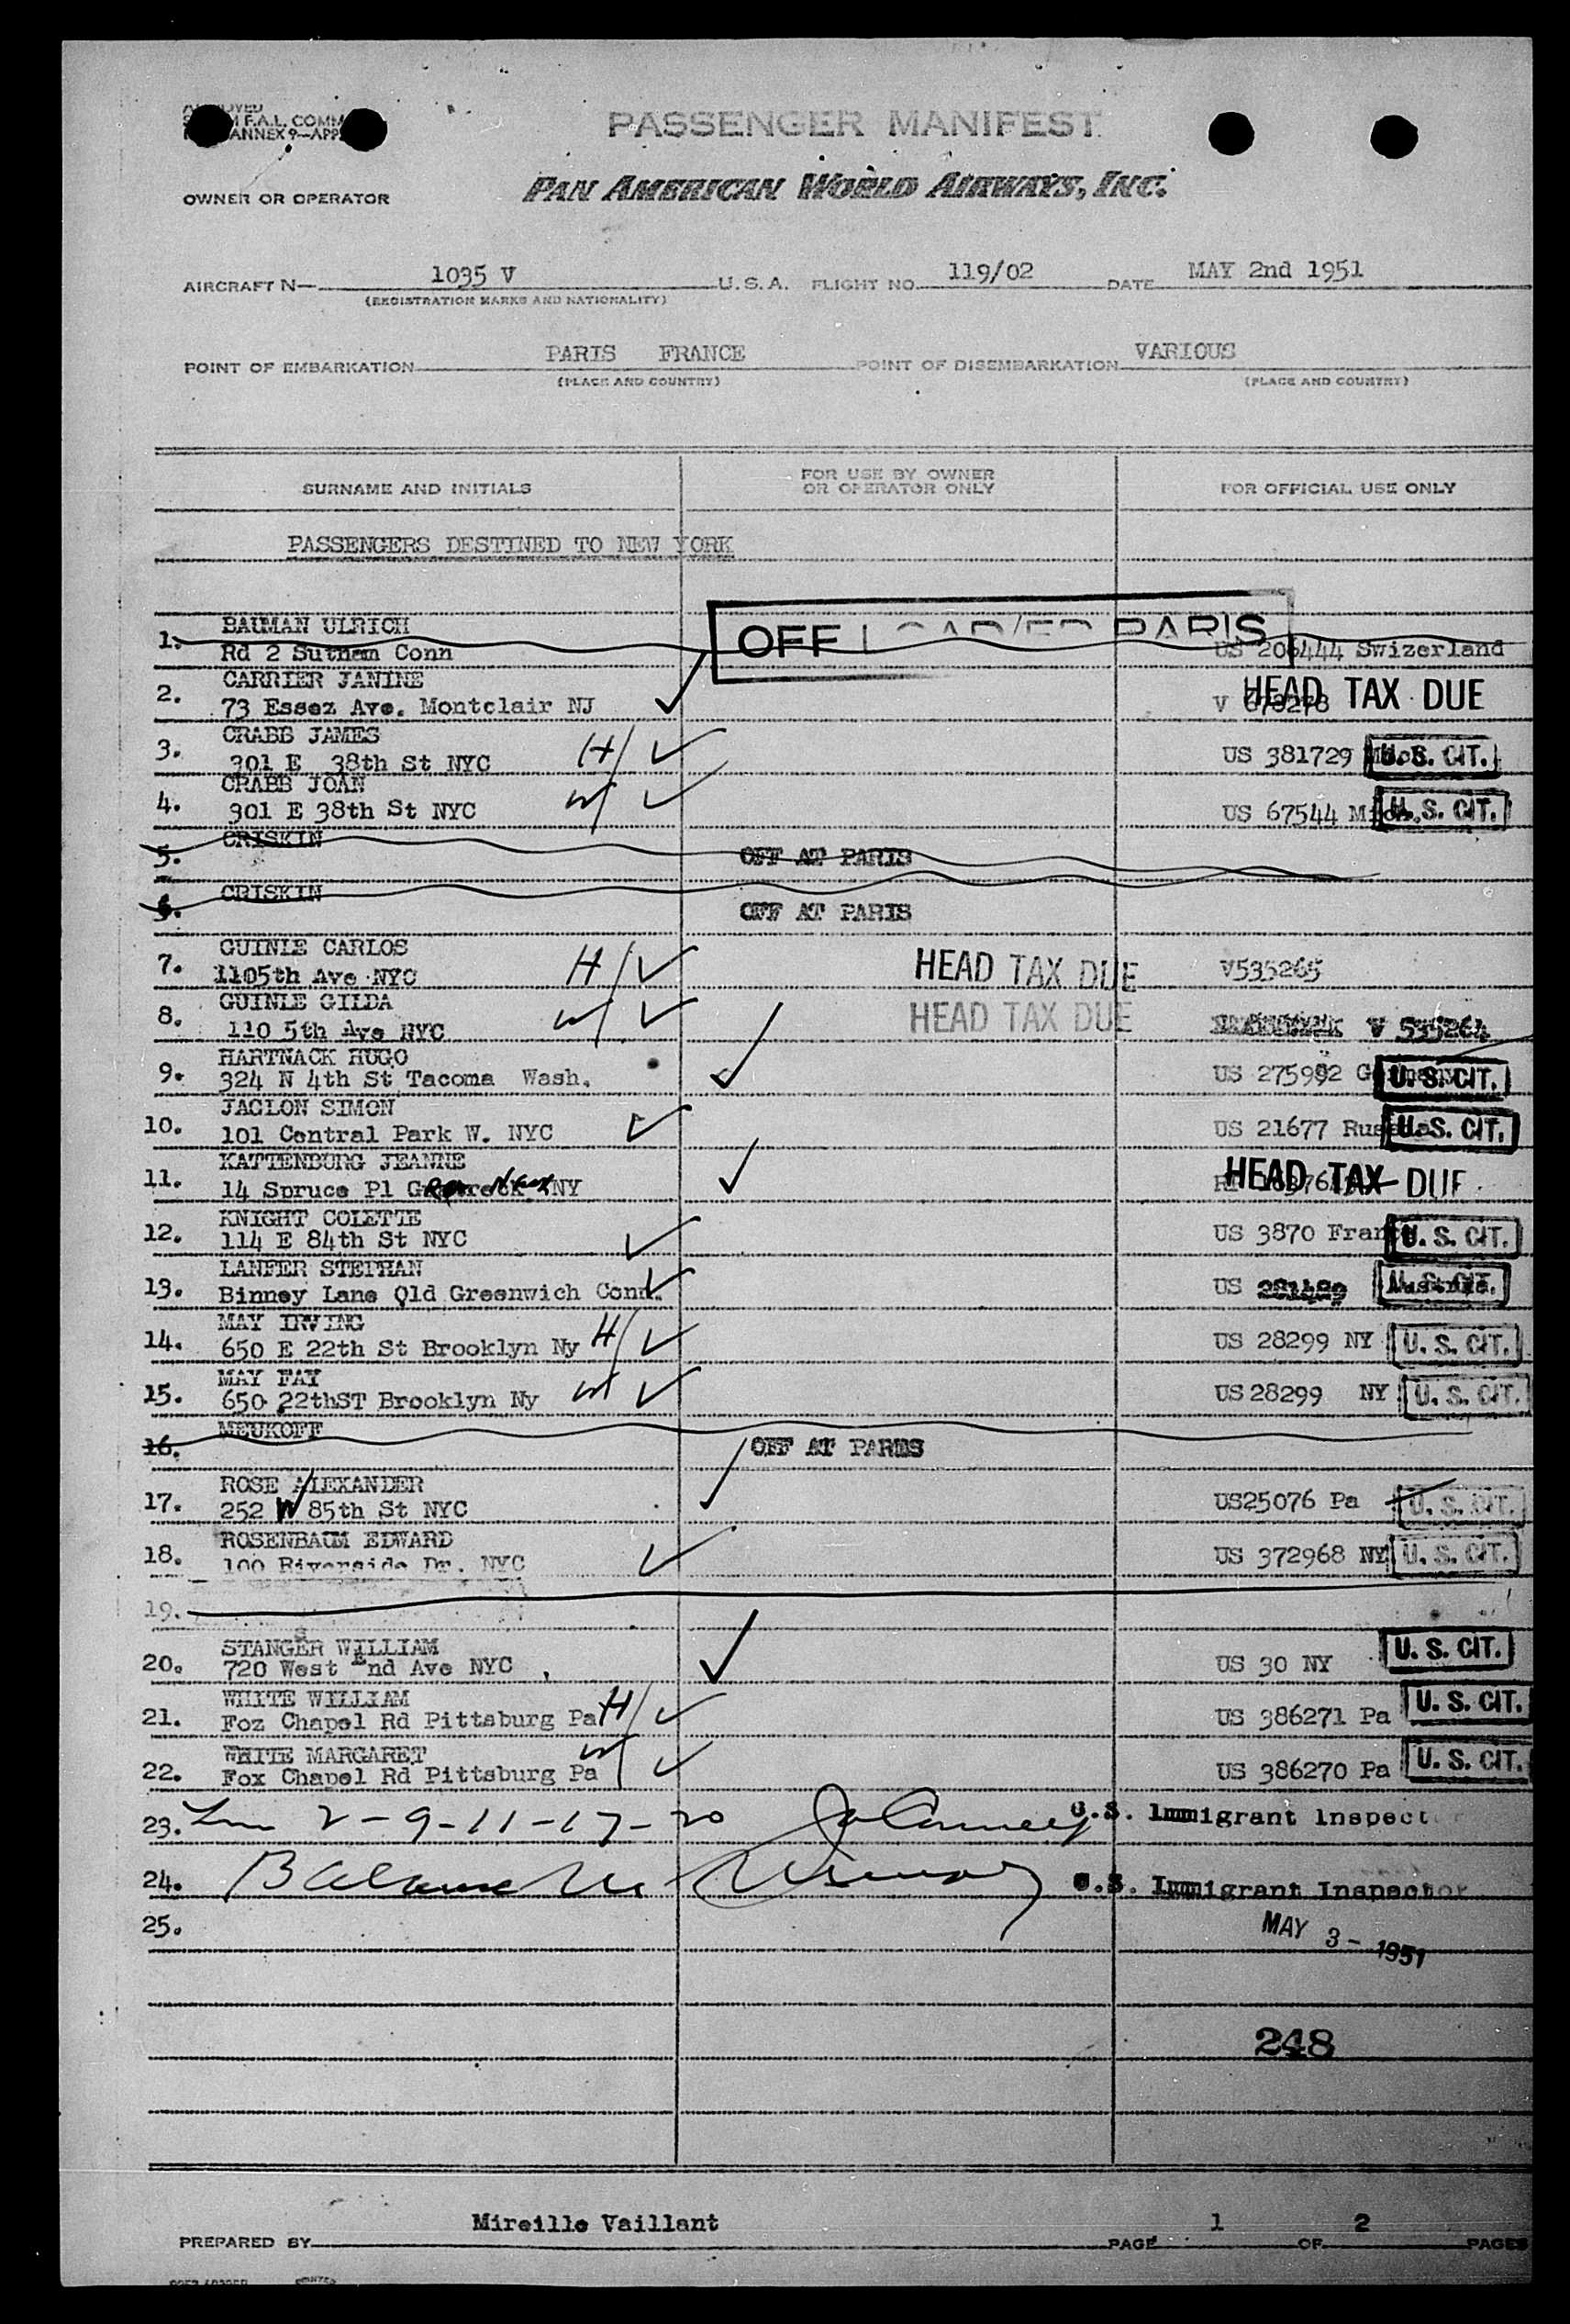 PASSENGER MANIFEST
F.A.L. COMM
ANNEX 9—APP
OWNER OR OPERATOR PAN AMERICAN WORLD AIRWAYS, INC.
AIRCRAFT N— 1035 V U.S.A. FLIGHT NO. 119/02 DATE MAY 2nd 1951
(REGISTRATION MARKS AND NATIONALITY)
POINT OF EMBARKATION PARIS FRANCE POINT OF DISEMBARKATION VARIOUS
(PLACE AND COUNTRY) (PLACE AND COUNTRY)
SURNAME AND INITIALS FOR USE BY OWNER OR OPERATOR ONLY FOR OFFICIAL USE ONLY
PASSENGERS DESTINED TO NEW YORK
BAUMAN ULRICH OFF LOADED PARIS
1. Rd 2 Conn US 206444 Swizerland
CARRIER JANINE
2. 73 Essez Ave. Montclair NJ V 678278 HEAD TAX DUE
CRABB JAMES
3. 301 E 38th St NYC H US 381729 U.S. CIT.
CRABB JOAN
4. 301 E 38th St NYC W US 67544 U.S. CIT.
CRISKIN
5. OFF AT PARIS
CRISKIN
6. OFF AT PARIS
GUINLE CARLOS
7. 1105th Ave NYC H HEAD TAX DUE V535265
GUINLE GILDA
8. 110 5th Ave NYC W HEAD TAX DUE V 535264
HARTNACK HUGO
9. 324 N 4th St Tacoma Wash. US 275992 U.S. CIT.
JACLON SIMON
10. 101 Central Park W. NYC US 21677 U.S. CIT.
KATTENBURG JEANNE
11. 14 Spruce Pl NY HEAD TAX DUE
KNIGHT COLETTE
12. 114 E 84th St NYC US 3870 France U.S. CIT.
LANFER STEPHAN
13. Binney Lane Old Greenwich Conn. US Austria. U.S. CIT.
MAY IRVING
14. 650 E 22th St Brooklyn Ny H US 28299 NY U.S. CIT.
MAY FAY
15. 650 22thST Brooklyn Ny W US 28299 NY U.S. CIT.
MEUKOFF
16. OFF AT PARIS
ROSE ALEXANDER
17. 252 W 85th St NYC US25076 Pa U.S. CIT.
ROSENBAUM EDWARD
18. 100 Riverside Dr. NYC US 372968 NY U.S. CIT.
19.
STANGER WILLIAM
20. 720 West End Ave NYC US 30 NY U.S. CIT.
WHITE WILLIAM
21. Foz Chapel Rd Pittsburg Pa H US 386271 Pa U.S. CIT.
WHITE MARGARET
22. Fox Chapel Rd Pittsburg Pa W US 386270 Pa U.S. CIT.
23. 2-9-11-17-20 U.S. Immigrant Inspector
24. Balance U.S. Immigrant Inspector
25. MAY 3- 1951
248
PREPARED BY Mireille Vaillant PAGE 1 OF 2 PAGES